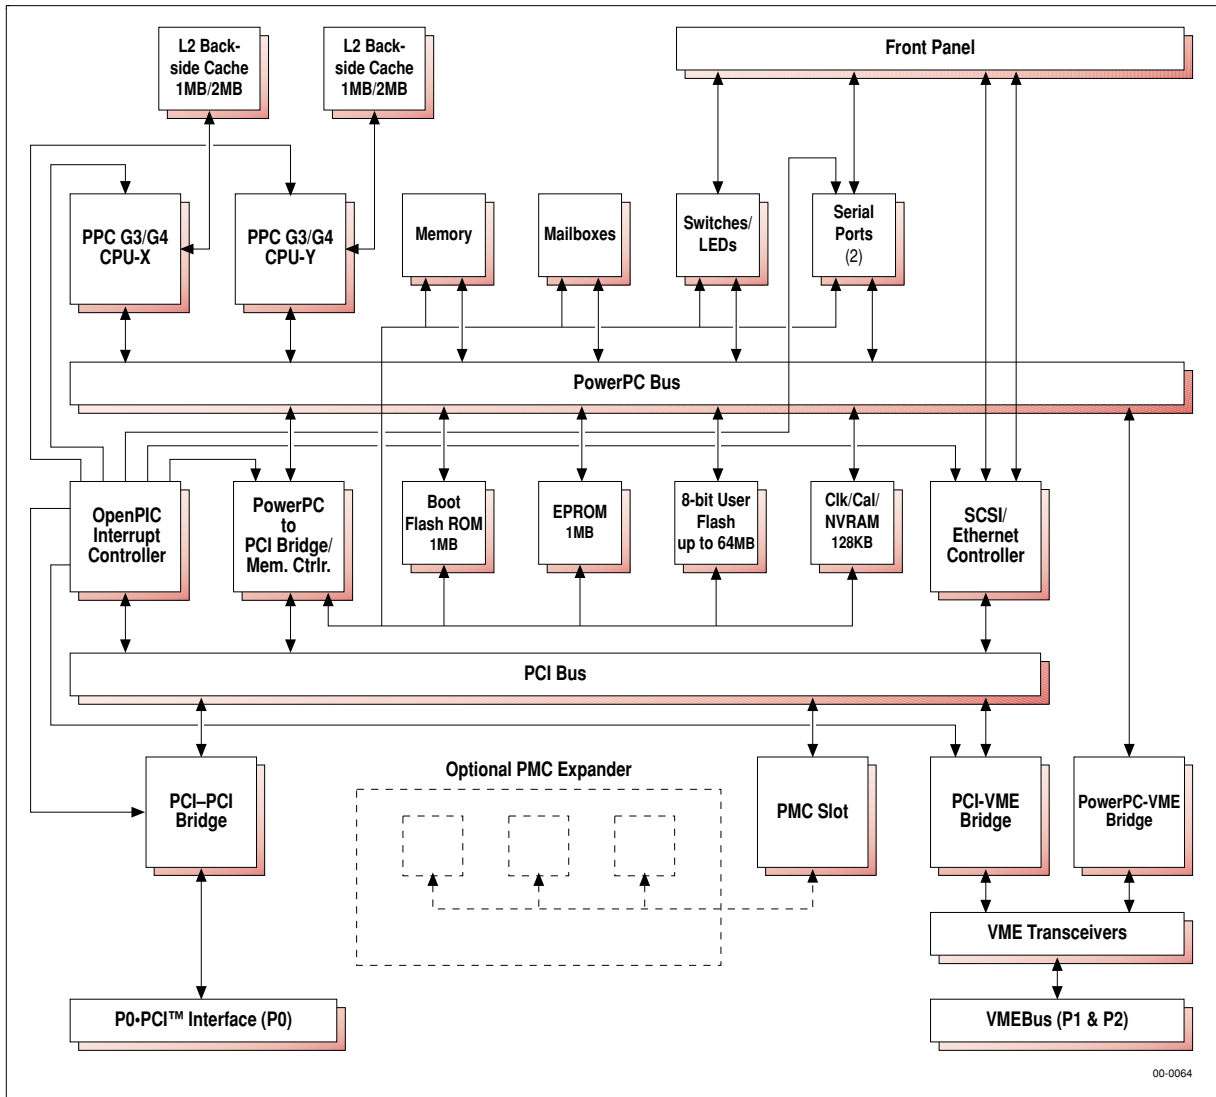 L2 Back-
side Cache
1MB/2MB
L2 Back-
side Cache
1MB/2MB
Front Panel
PPC G3/G4
CPU-X
PPC G3/G4
CPU-Y
Memory
Mailboxes
Switches/
LEDs
Serial
Ports
(2)
PowerPC Bus
OpenPIC
Interrupt
Controller
PowerPC
to
PCI Bridge/
Mem. Ctrlr.
Boot
Flash ROM
1MB
EPROM
1MB
8-bit User
Flash
up to 64MB
Clk/Cal/
NVRAM
128KB
SCSI/
Ethernet
Controller
PCI Bus
Optional PMC Expander
PCI–PCI
Bridge
PMC Slot
PCI-VME
Bridge
PowerPC-VME
Bridge
VME Transceivers
P0•PCI™ Interface (P0)
VMEBus (P1 & P2)
00-0064